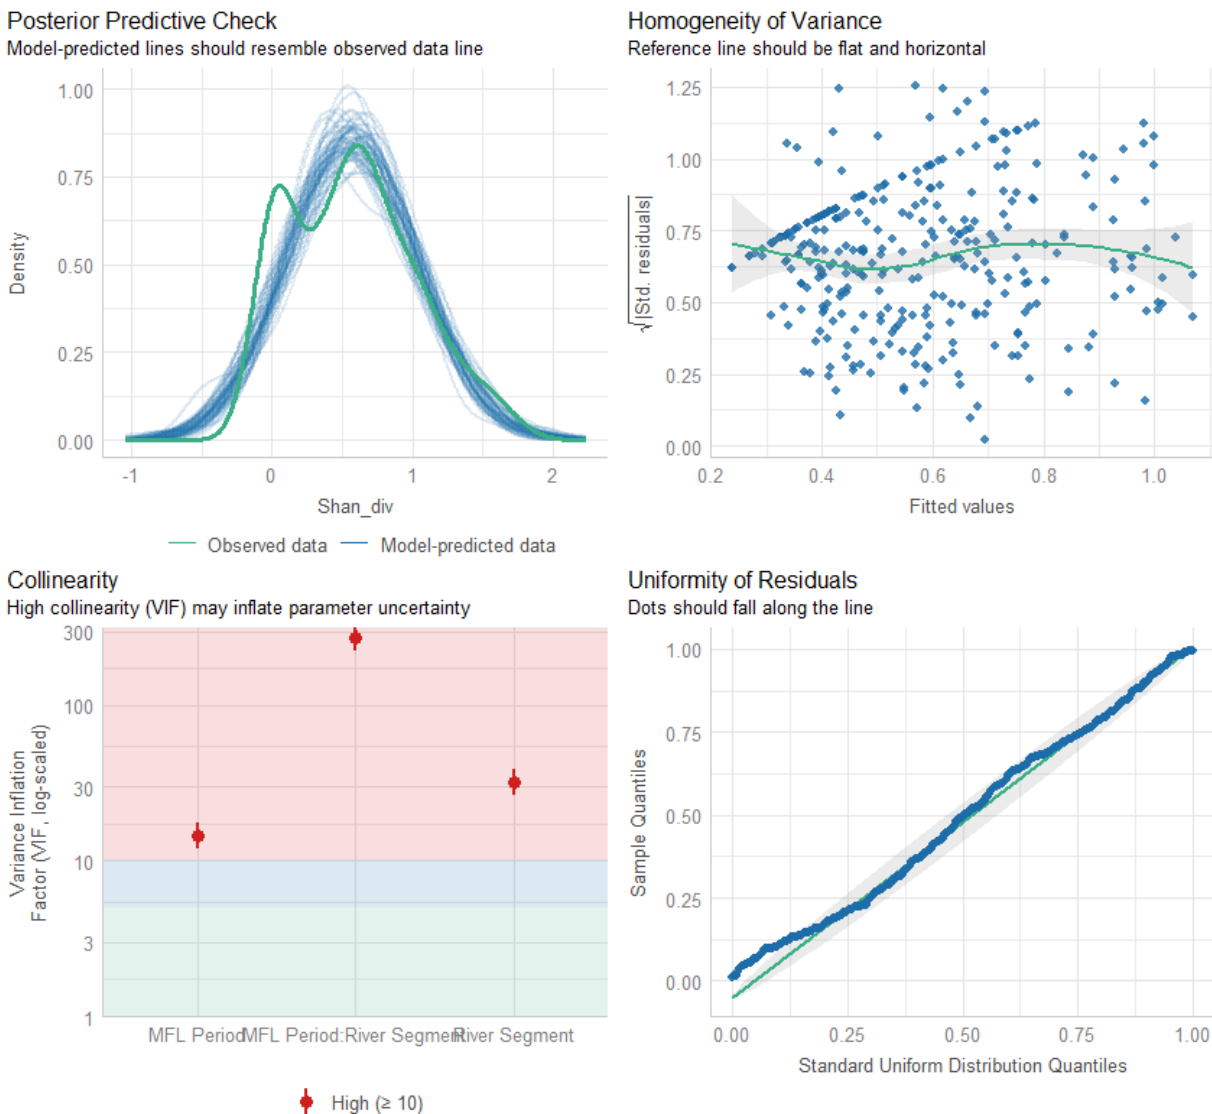 Posterior Predictive Check
Model-predicted lines should resemble observed data line
1.00
0.75
0.50
0.25
0.00
Density
-1 0 1 2
Shan_div
Observed data Model-predicted data
Homogeneity of Variance
Reference line should be flat and horizontal
1.25
1.00
0.75
0.50
0.25
0.00
√|Std. residuals|
0.2 0.4 0.6 0.8 1.0
Fitted values
Collinearity
High collinearity (VIF) may inflate parameter uncertainty
300
100
30
10
3
1
Variance Inflation
Factor (VIF, log-scaled)
MFL Period MFL Period:River Segment River Segment
High (≥ 10)
Uniformity of Residuals
Dots should fall along the line
1.00
0.75
0.50
0.25
0.00
Sample Quantiles
0.00 0.25 0.50 0.75 1.00
Standard Uniform Distribution Quantiles